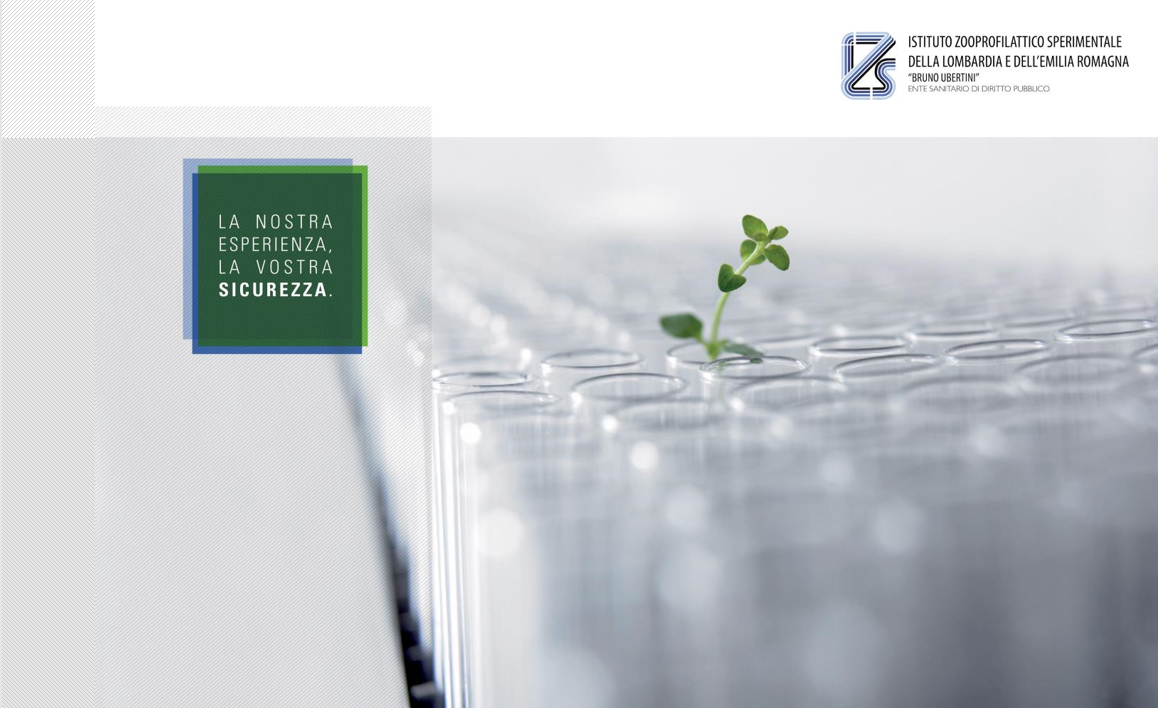 ISTITUTO ZOOPROFILATTICO SPERIMENTALE
DELLA LOMBARDIA E DELL'EMILIA ROMAGNA
"BRUNO UBERTINI"
ENTE SANITARIO DI DIRITTO PUBBLICO
LA NOSTRA
ESPERIENZA,
LA VOSTRA
SICUREZZA.